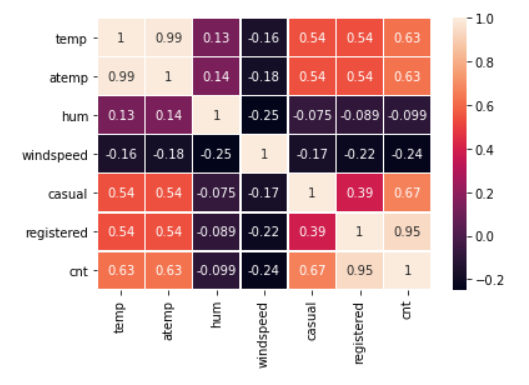 temp 1 0.99 0.13 -0.16 0.54 0.54 0.63
atemp 0.99 1 0.14 -0.18 0.54 0.54 0.63
hum 0.13 0.14 1 -0.25 -0.075 -0.089 -0.099
windspeed -0.16 -0.18 -0.25 1 -0.17 -0.22 -0.24
casual 0.54 0.54 -0.075 -0.17 1 0.39 0.67
registered 0.54 0.54 -0.089 -0.22 0.39 1 0.95
cnt 0.63 0.63 -0.099 -0.24 0.67 0.95 1
temp atemp hum windspeed casual registered cnt
1.0
0.8
0.6
0.4
0.2
0.0
−0.2